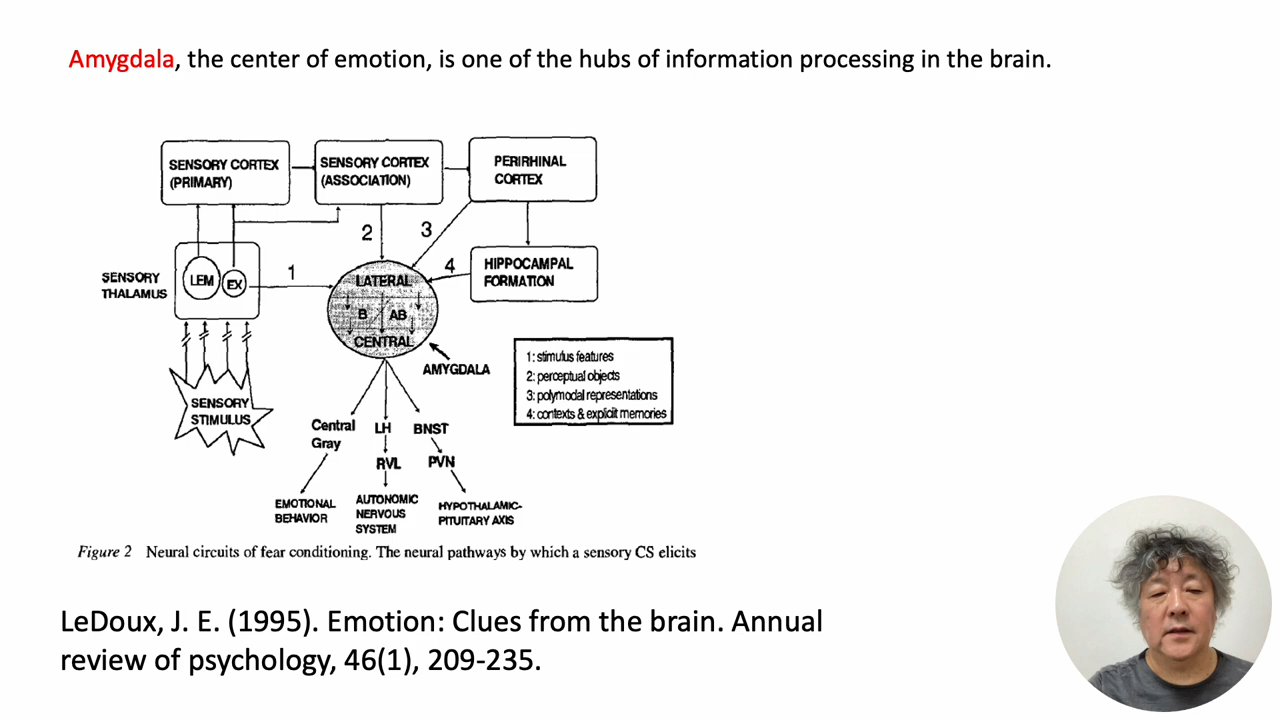 Amygdala, the center of emotion, is one of the hubs of information processing in the brain.
SENSORY CORTEX
(PRIMARY)
SENSORY CORTEX
(ASSOCIATION)
PERIRHINAL
CORTEX
2
3
4
HIPPOCAMPAL
FORMATION
SENSORY
THALAMUS
LEM
EX
1
LATERAL
B
AB
CENTRAL
AMYGDALA
1: stimulus features
2: perceptual objects
3: polymodal representations
4: contexts & explicit memories
SENSORY
STIMULUS
Central
Gray
LH
BNST
RVL
PVN
EMOTIONAL
BEHAVIOR
AUTONOMIC
NERVOUS
SYSTEM
HYPOTHALAMIC-
PITUITARY AXIS
Figure 2 Neural circuits of fear conditioning. The neural pathways by which a sensory CS elicits
LeDoux, J. E. (1995). Emotion: Clues from the brain. Annual
review of psychology, 46(1), 209-235.